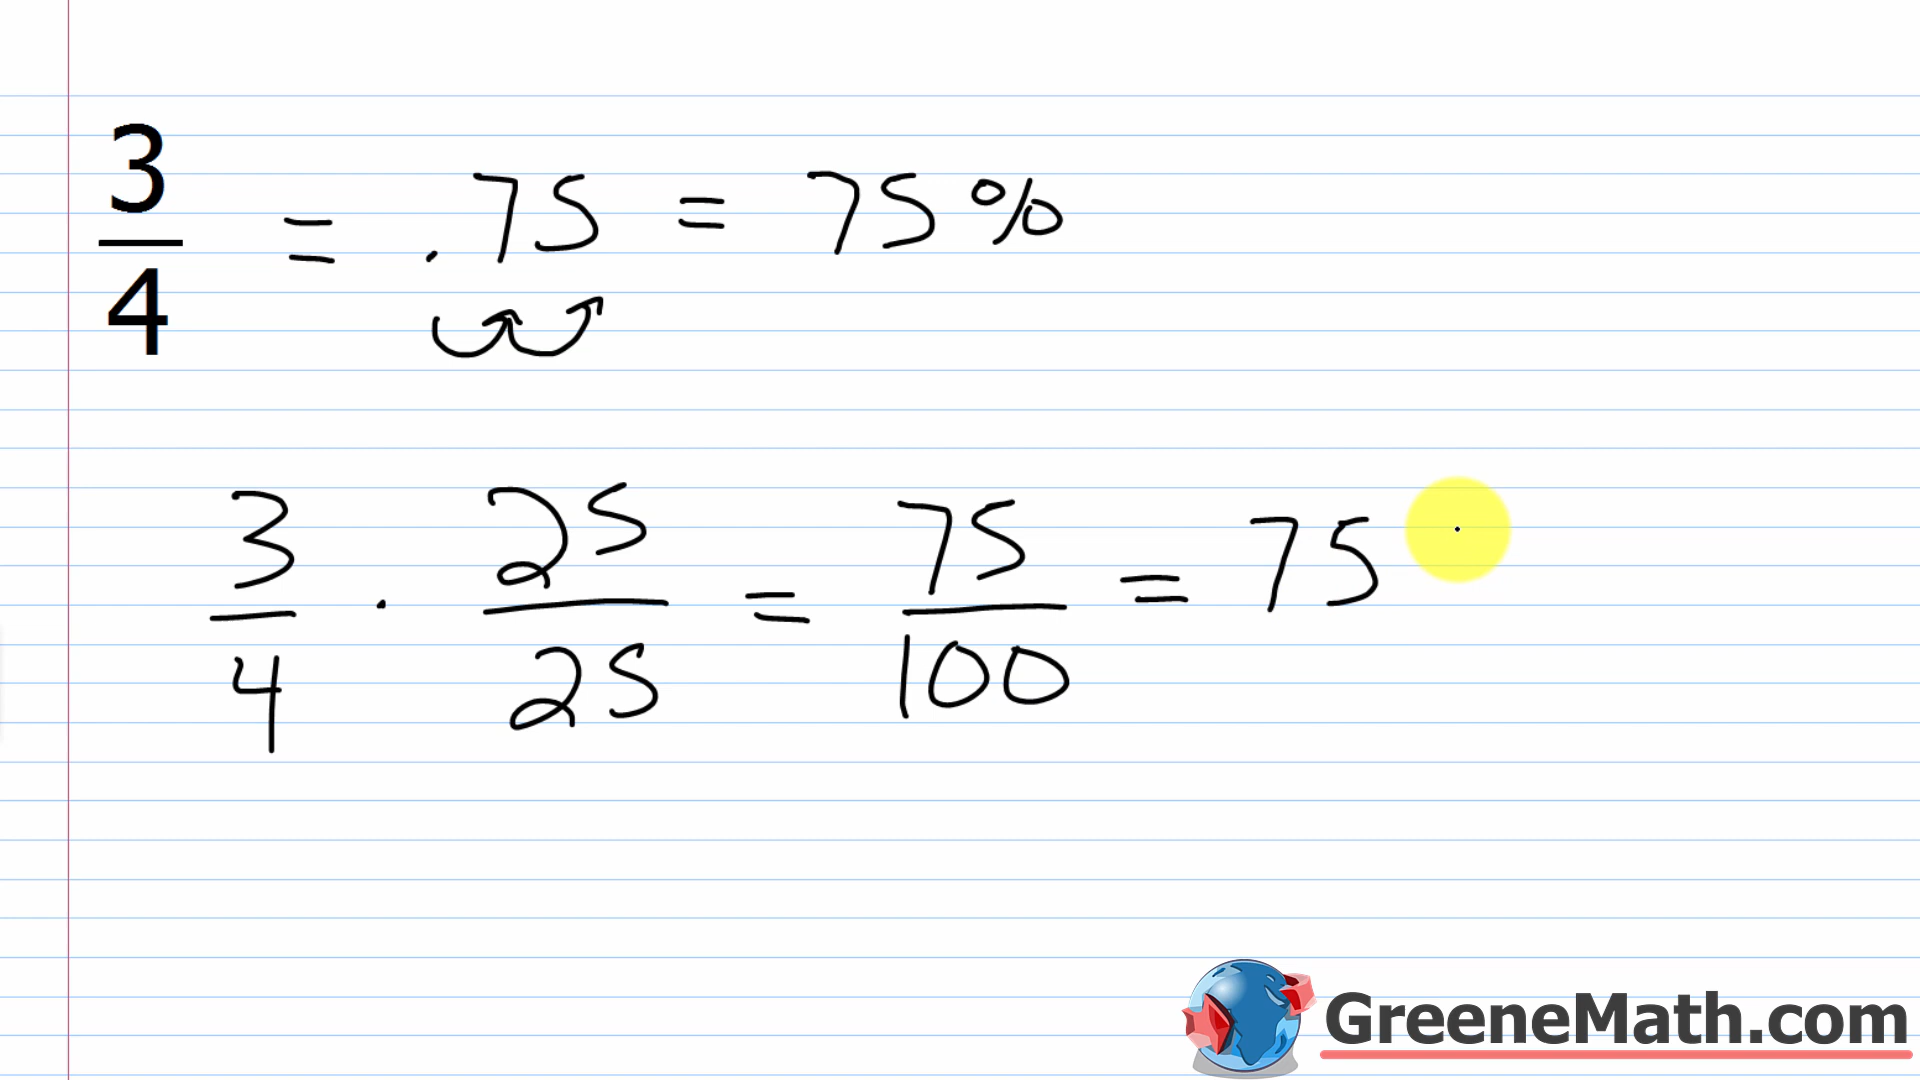 3/4 = .75 = 75%
3/4 · 25/25 = 75/100 = 75
GreeneMath.com